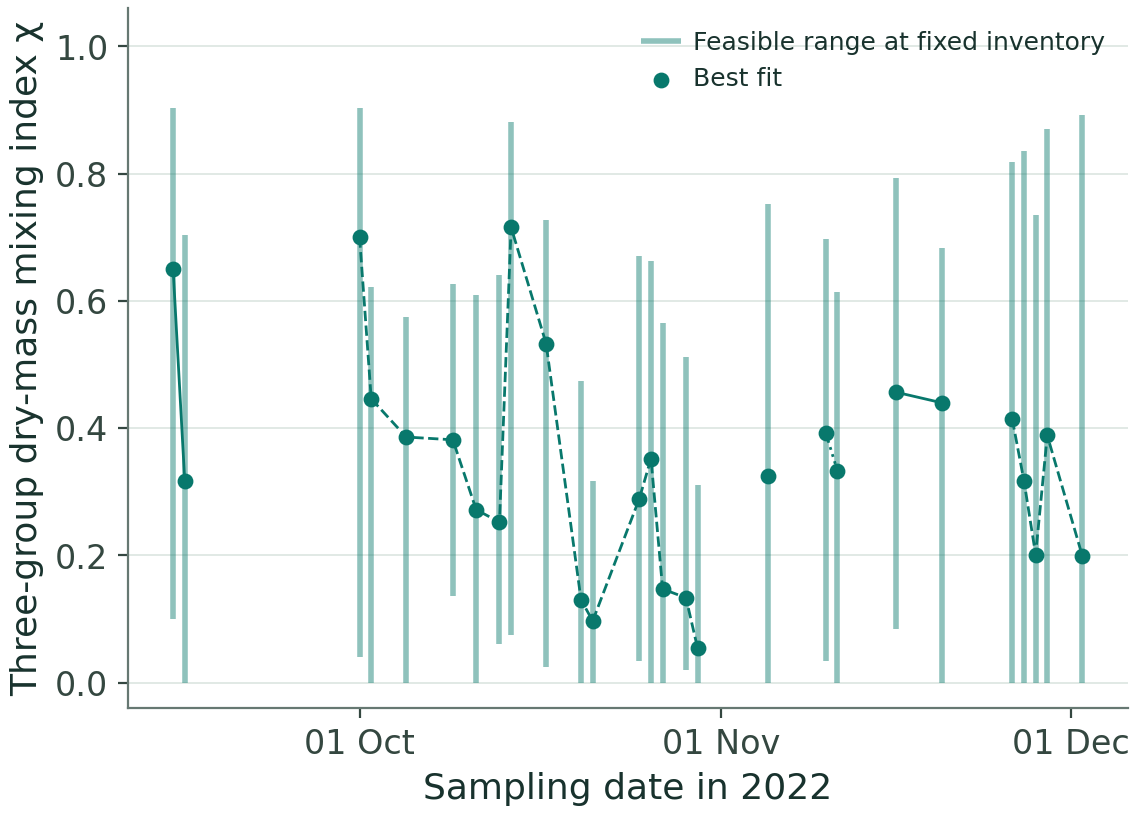 Three-group dry-mass mixing index χ
1.0
0.8
0.6
0.4
0.2
0.0
Feasible range at fixed inventory
Best fit
01 Oct
01 Nov
01 Dec
Sampling date in 2022